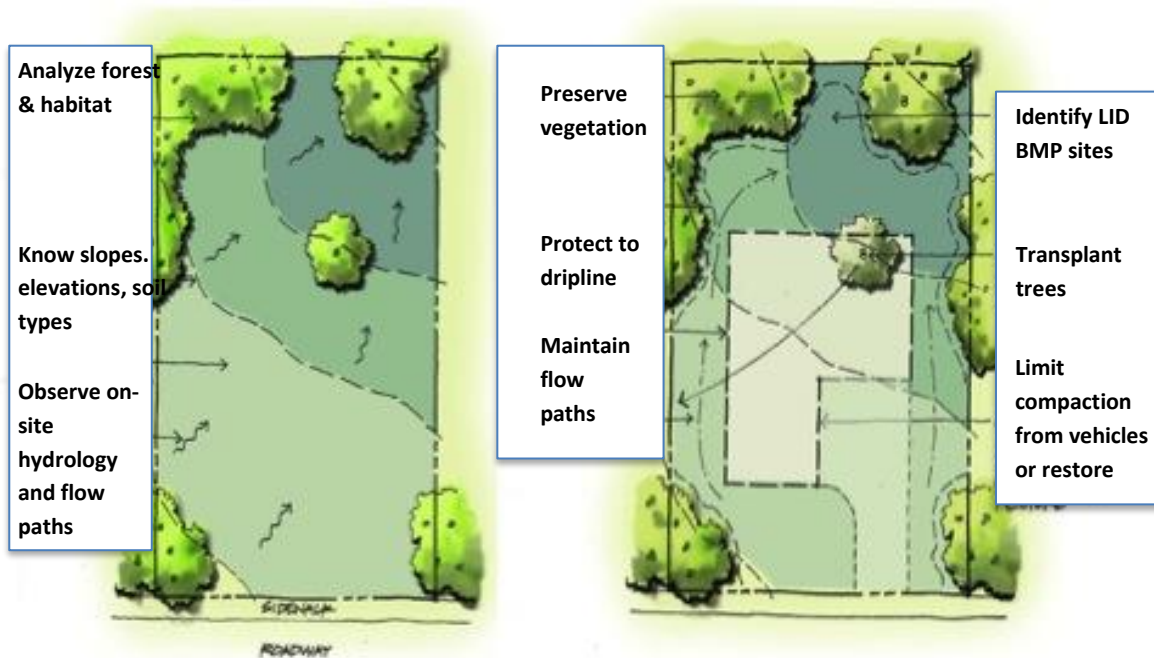 Analyze forest
& habitat
Know slopes.
elevations, soil
types
Observe on-
site
hydrology
and flow
paths
SIDEWALK
ROADWAY
Preserve
vegetation
Protect to
dripline
Maintain
flow
paths
Identify LID
BMP sites
Transplant
trees
Limit
compaction
from vehicles
or restore